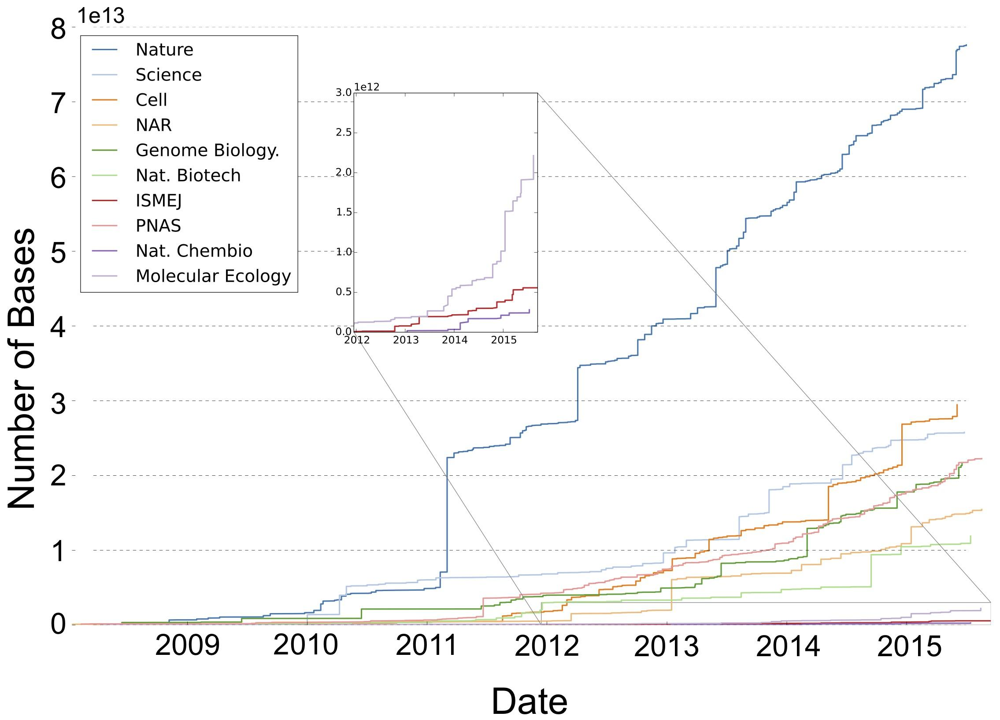 1e13
8
7
6
5
4
3
2
1
0
Number of Bases
Nature
Science
Cell
NAR
Genome Biology.
Nat. Biotech
ISMEJ
PNAS
Nat. Chembio
Molecular Ecology
1e12
3.0
2.5
2.0
1.5
1.0
0.5
0.0
2012 2013 2014 2015
2009 2010 2011 2012 2013 2014 2015
Date